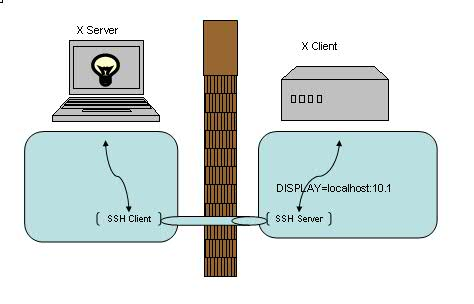 X Server
X Client
DISPLAY=localhost:10.1
SSH Client
SSH Server